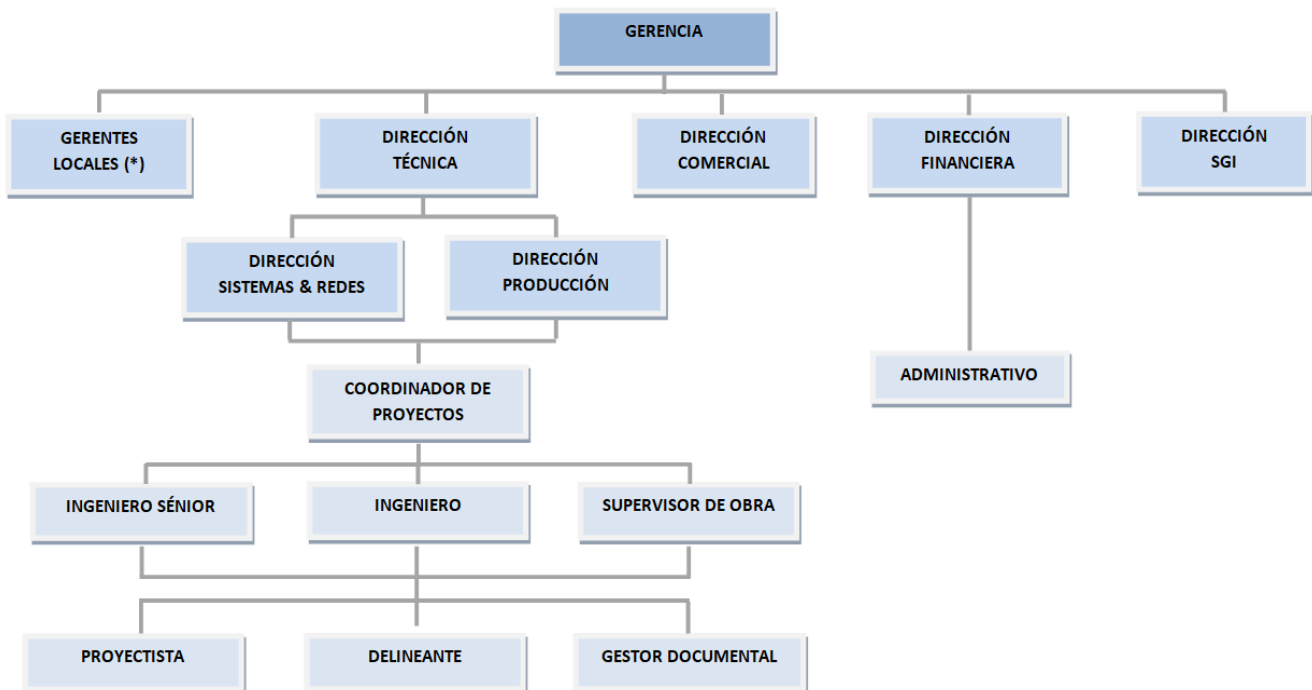 GERENCIA
GERENTES
LOCALES (*)
DIRECCIÓN
TÉCNICA
DIRECCIÓN
COMERCIAL
DIRECCIÓN
FINANCIERA
DIRECCIÓN
SGI
DIRECCIÓN
SISTEMAS & REDES
DIRECCIÓN
PRODUCCIÓN
COORDINADOR DE
PROYECTOS
ADMINISTRATIVO
INGENIERO SÉNIOR
INGENIERO
SUPERVISOR DE OBRA
PROYECTISTA
DELINEANTE
GESTOR DOCUMENTAL